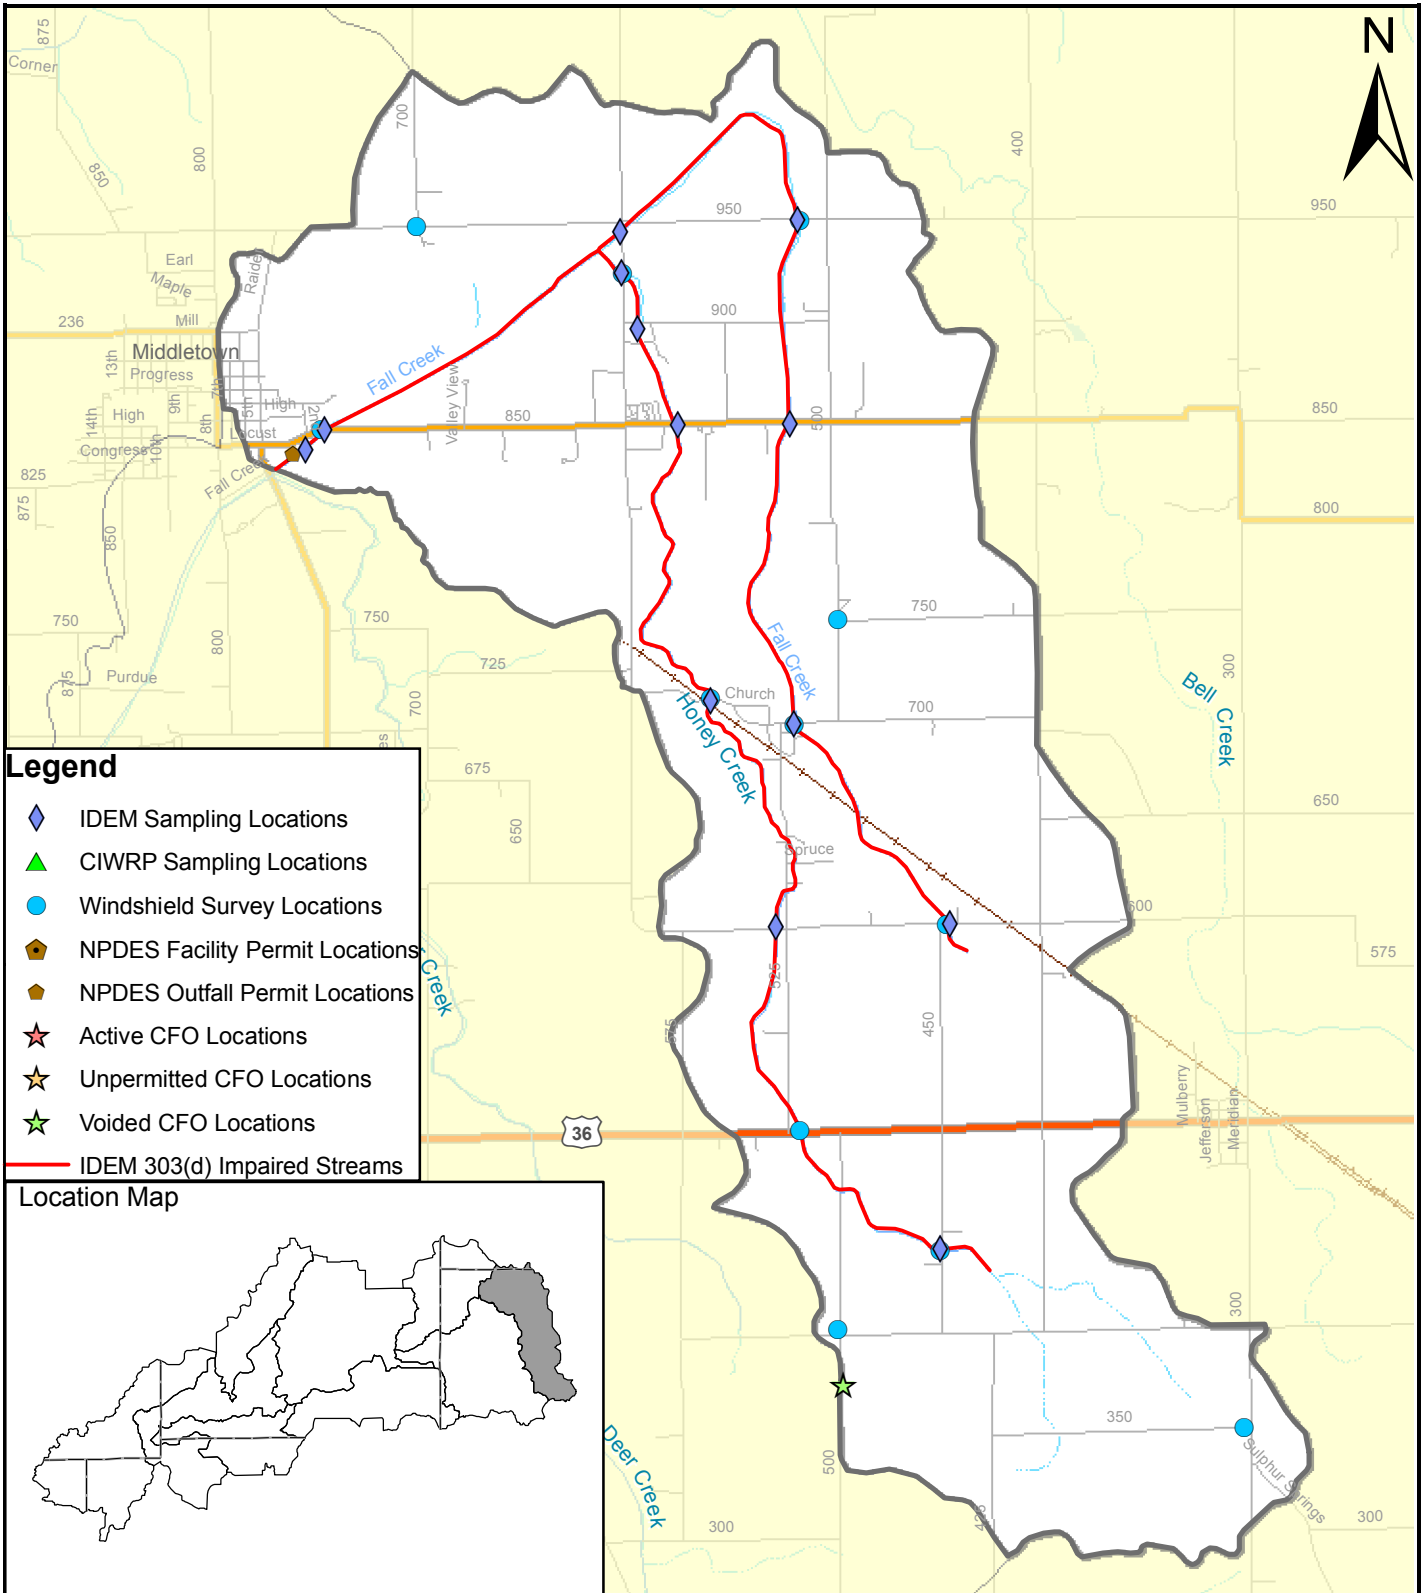 N
875
Corner
700
800
850
400
950
950
Earl
Maple
Raider
236
Mill
900
Middletown
13th
Progress
Fall Creek
7th
9th
Valley View
14th
High
8th
5th
High
2nd
850
500
850
Locust
Congress
10th
825
Fall Creek
875
800
850
750
750
750
800
Fall Creek
725
300
Purdue
875
Bell Creek
700
Church
700
Honey Creek
675
650
650
Spruce
600
575
525
575
450
Mulberry
Jefferson
Meridian
36
Legend
IDEM Sampling Locations
CIWRP Sampling Locations
Windshield Survey Locations
NPDES Facility Permit Locations
NPDES Outfall Permit Locations
Active CFO Locations
Unpermitted CFO Locations
Voided CFO Locations
IDEM 303(d) Impaired Streams
Creek
Location Map
300
350
500
Sulphur Springs
Deer Creek
300
300